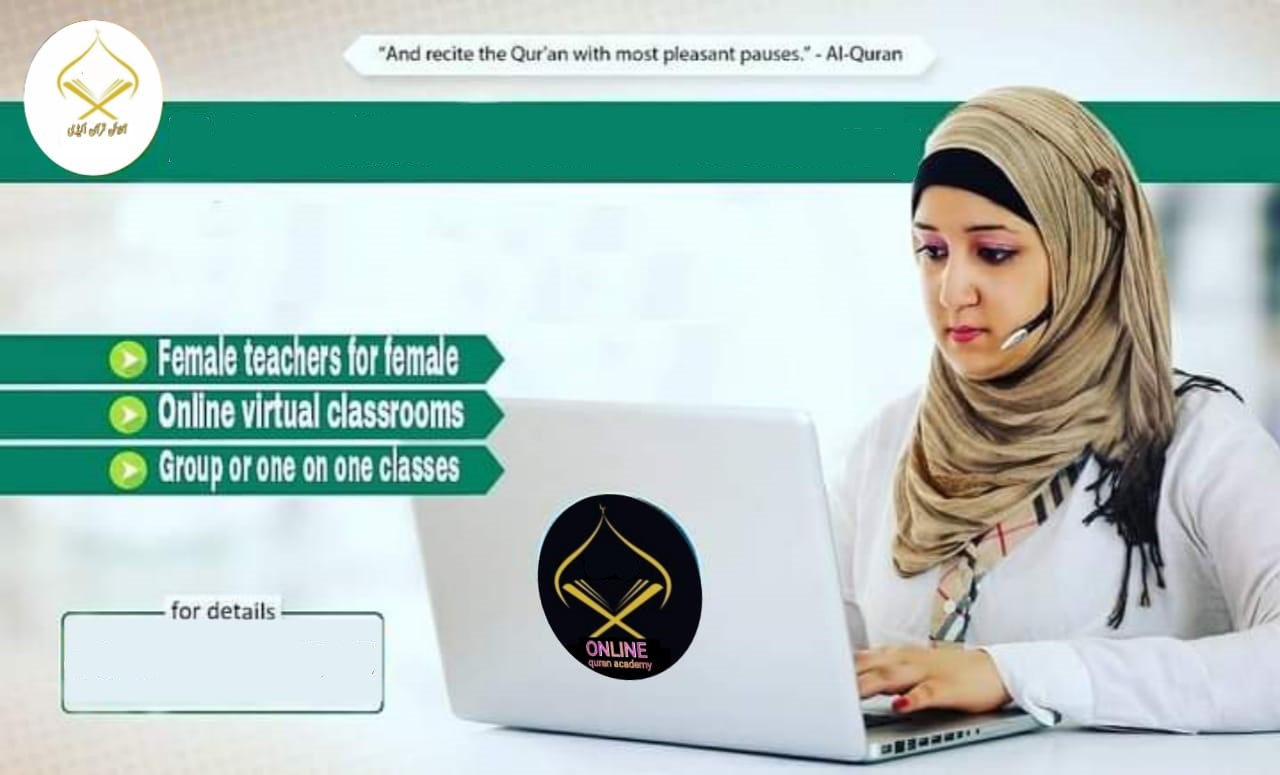 "And recite the Qur'an with most pleasant pauses." - Al-Quran
Female teachers for female
Online virtual classrooms
Group or one on one classes
for details
ONLINE
quran academy